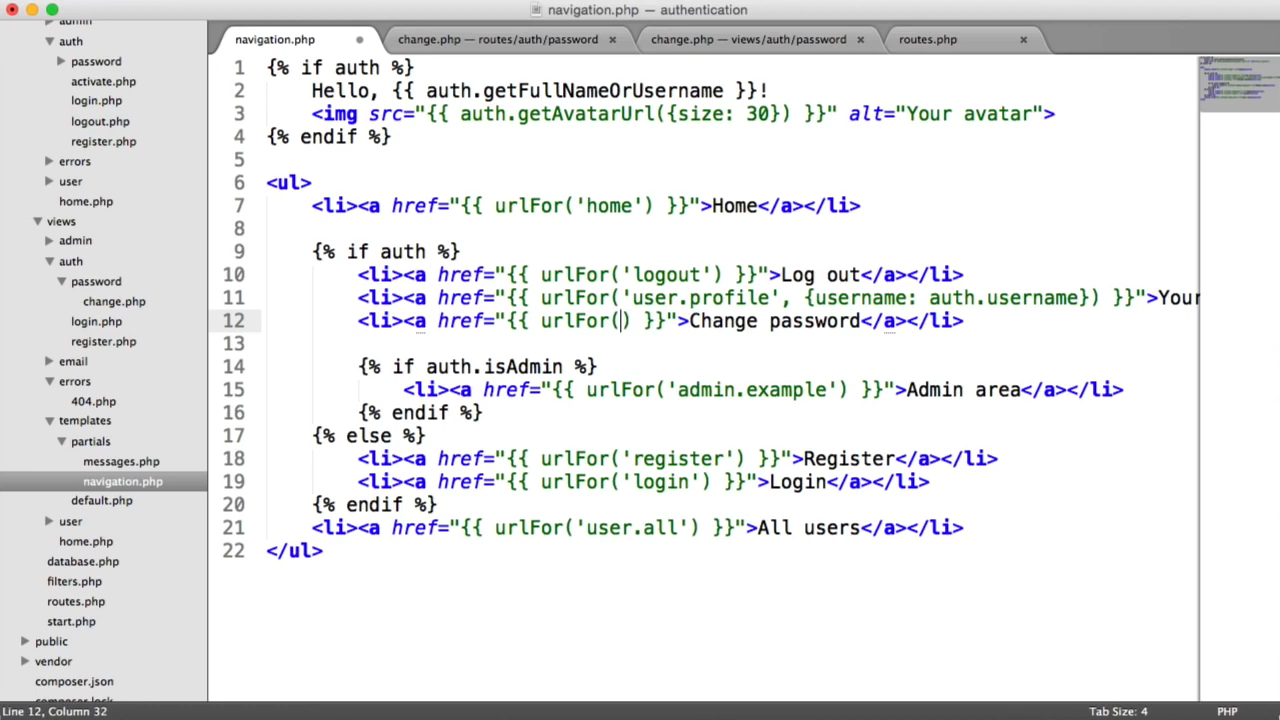 navigation.php — authentication
admin
auth
password
activate.php
login.php
logout.php
register.php
errors
user
home.php
views
admin
auth
password
change.php
login.php
register.php
email
errors
404.php
templates
partials
messages.php
navigation.php
default.php
user
home.php
database.php
filters.php
routes.php
start.php
public
vendor
composer.json
composer.lock
navigation.php
change.php — routes/auth/password
change.php — views/auth/password
routes.php
1 {% if auth %}
2 Hello, {{ auth.getFullNameOrUsername }}!
3 <img src="{{ auth.getAvatarUrl({size: 30}) }}" alt="Your avatar">
4 {% endif %}
5
6 <ul>
7 <li><a href="{{ urlFor('home') }}">Home</a></li>
8
9 {% if auth %}
10 <li><a href="{{ urlFor('logout') }}">Log out</a></li>
11 <li><a href="{{ urlFor('user.profile', {username: auth.username}) }}">Your
12 <li><a href="{{ urlFor() }}">Change password</a></li>
13
14 {% if auth.isAdmin %}
15 <li><a href="{{ urlFor('admin.example') }}">Admin area</a></li>
16 {% endif %}
17 {% else %}
18 <li><a href="{{ urlFor('register') }}">Register</a></li>
19 <li><a href="{{ urlFor('login') }}">Login</a></li>
20 {% endif %}
21 <li><a href="{{ urlFor('user.all') }}">All users</a></li>
22 </ul>
Line 12, Column 32
Tab Size: 4
PHP